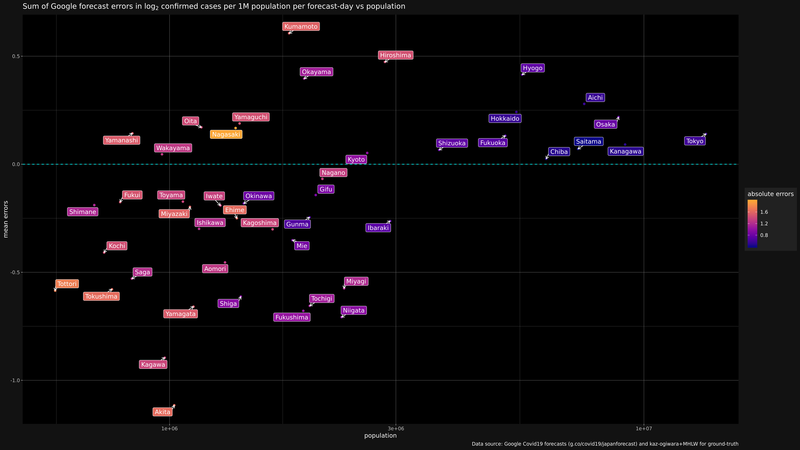 Sum of Google forecast errors in log2 confirmed cases per 1M population per forecast-day vs population
Kumamoto
0.5
Hiroshima
Okayama
Hyogo
Aichi
Hokkaido
Oita
Yamaguchi
Osaka
Nagasaki
Yamanashi
Wakayama
Shizuoka
Fukuoka
Saitama
Tokyo
Chiba
Kanagawa
Kyoto
0.0
Nagano
Gifu
Fukui
Toyama
Iwate
Okinawa
Shimane
Miyazaki
Ehime
Ishikawa
Kagoshima
Gunma
Ibaraki
Kochi
Mie
Saga
Aomori
-0.5
Tottori
Miyagi
Tokushima
Tochigi
Shiga
Yamagata
Fukushima
Niigata
Kagawa
-1.0
Akita
mean errors
1e+06
3e+06
1e+07
population
absolute errors
1.6
1.2
0.8
Data source: Google Covid19 forecasts (g.co/covid19/japanforecast) and kaz-ogiwara+MHLW for ground-truth